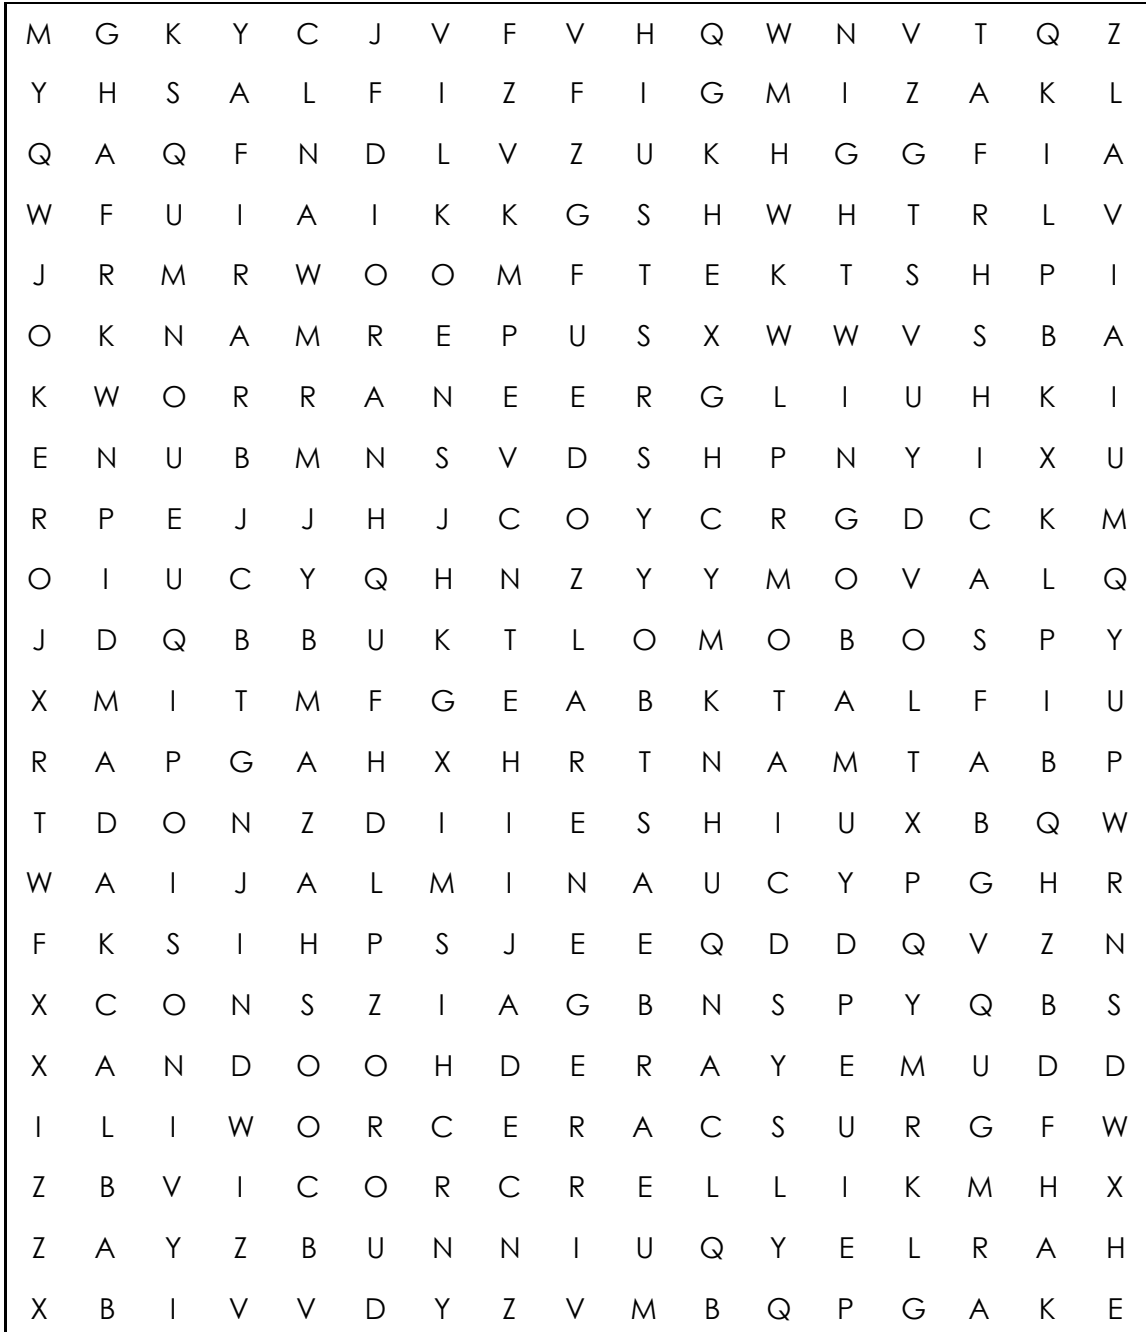 M G K Y C J V F V H Q W N V T Q Z
Y H S A L F I Z F I G M I Z A K L
Q A Q F N D L V Z U K H G G F I A
W F U I A I K K G S H W H T R L V
J R M R W O O M F T E K T S H P I
O K N A M R E P U S X W W V S B A
K W O R R A N E E R G L I U H K I
E N U B M N S V D S H P N Y I X U
R P E J J H J C O Y C R G D C K M
O I U C Y Q H N Z Y Y M O V A L Q
J D Q B B U K T L O M O B O S P Y
X M I T M F G E A B K T A L F I U
R A P G A H X H R T N A M T A B P
T D O N Z D I I E S H I U X B Q W
W A I J A L M I N A U C Y P G H R
F K S I H P S J E E Q D D Q V Z N
X C O N S Z I A G B N S P Y Q B S
X A N D O O H D E R A Y E M U D D
I L I W O R C E R A C S U R G F W
Z B V I C O R C R E L L I K M H X
Z A Y Z B U N N I U Q Y E L R A H
X B I V V D Y Z V M B Q P G A K E